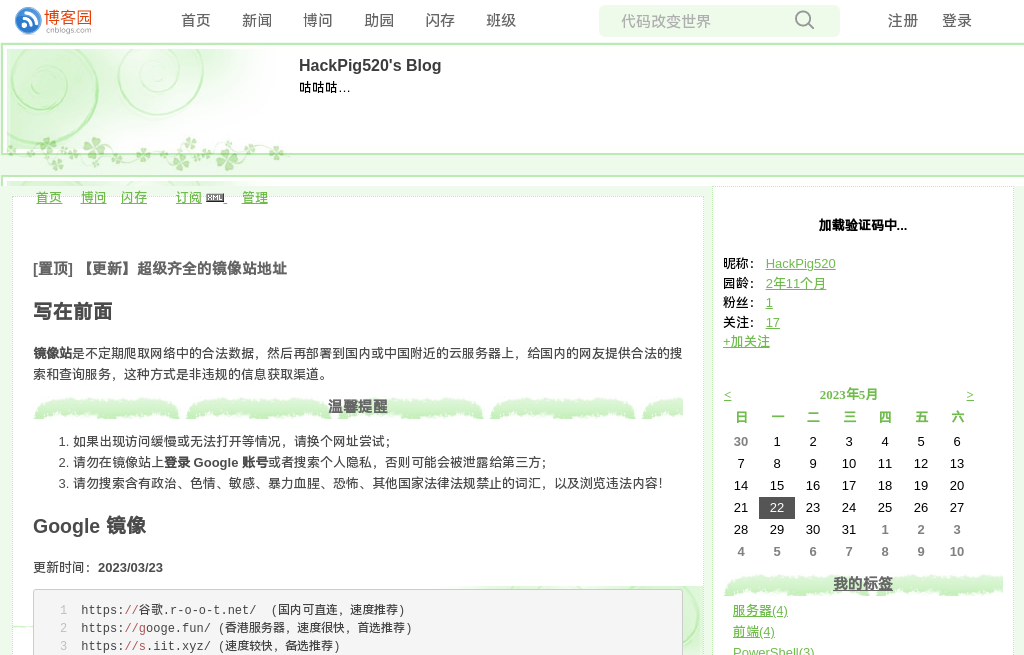 博客园
cnblogs.com
首页 新闻 博问 助园 闪存 班级
代码改变世界
注册 登录
HackPig520's Blog
咕咕咕…
首页 博问 闪存 订阅 XML 管理
[置顶] 【更新】超级齐全的镜像站地址
写在前面
镜像站是不定期爬取网络中的合法数据，然后再部署到国内或中国附近的云服务器上，给国内的网友提供合法的搜
索和查询服务，这种方式是非违规的信息获取渠道。
温馨提醒
1. 如果出现访问缓慢或无法打开等情况，请换个网址尝试；
2. 请勿在镜像站上登录 Google 账号或者搜索个人隐私，否则可能会被泄露给第三方；
3. 请勿搜索含有政治、色情、敏感、暴力血腥、恐怖、其他国家法律法规禁止的词汇，以及浏览违法内容！
Google 镜像
更新时间：2023/03/23
1 https://谷歌.r-o-o-t.net/ （国内可直连，速度推荐）
2 https://googe.fun/ (香港服务器，速度很快，首选推荐)
3 https://s.iit.xyz/ (速度较快，备选推荐)
加载验证码中...
昵称： HackPig520
园龄： 2年11个月
粉丝： 1
关注： 17
+加关注
< 2023年5月 >
日 一 二 三 四 五 六
30 1 2 3 4 5 6
7 8 9 10 11 12 13
14 15 16 17 18 19 20
21 22 23 24 25 26 27
28 29 30 31 1 2 3
4 5 6 7 8 9 10
我的标签
服务器(4)
前端(4)
PowerShell(3)